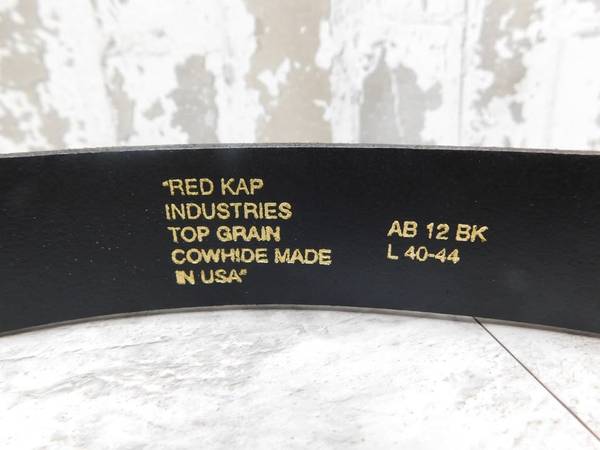 "RED KAP
INDUSTRIES
TOP GRAIN
COWHIDE MADE
IN USA"
AB 12 BK
L 40-44